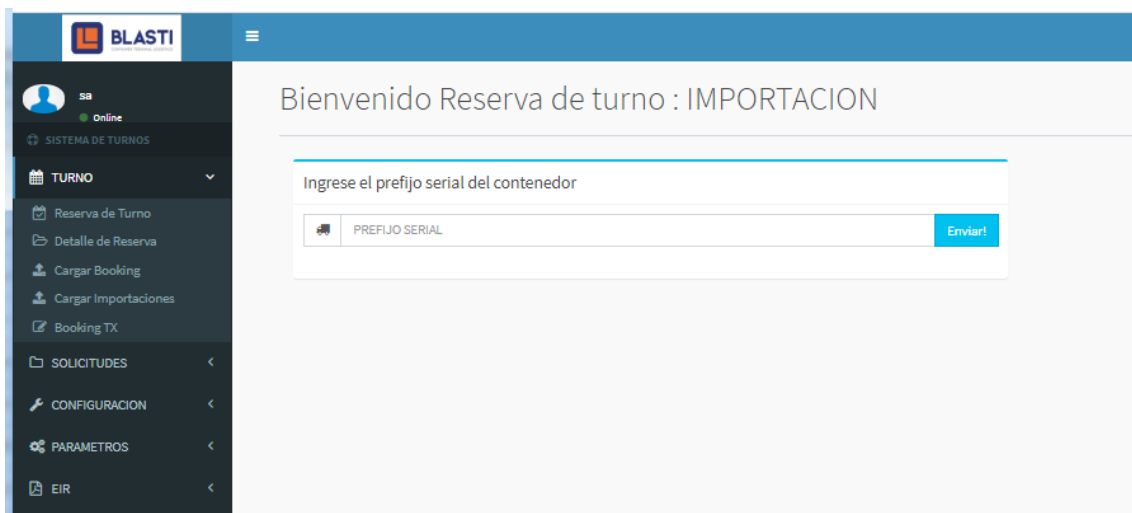 BLASTI
sa
Online
SISTEMA DE TURNOS
TURNO
Reserva de Turno
Detalle de Reserva
Cargar Booking
Cargar Importaciones
Booking TX
SOLICITUDES
CONFIGURACION
PARAMETROS
EIR
Bienvenido Reserva de turno : IMPORTACION
Ingrese el prefijo serial del contenedor
PREFIJO SERIAL
Enviar!